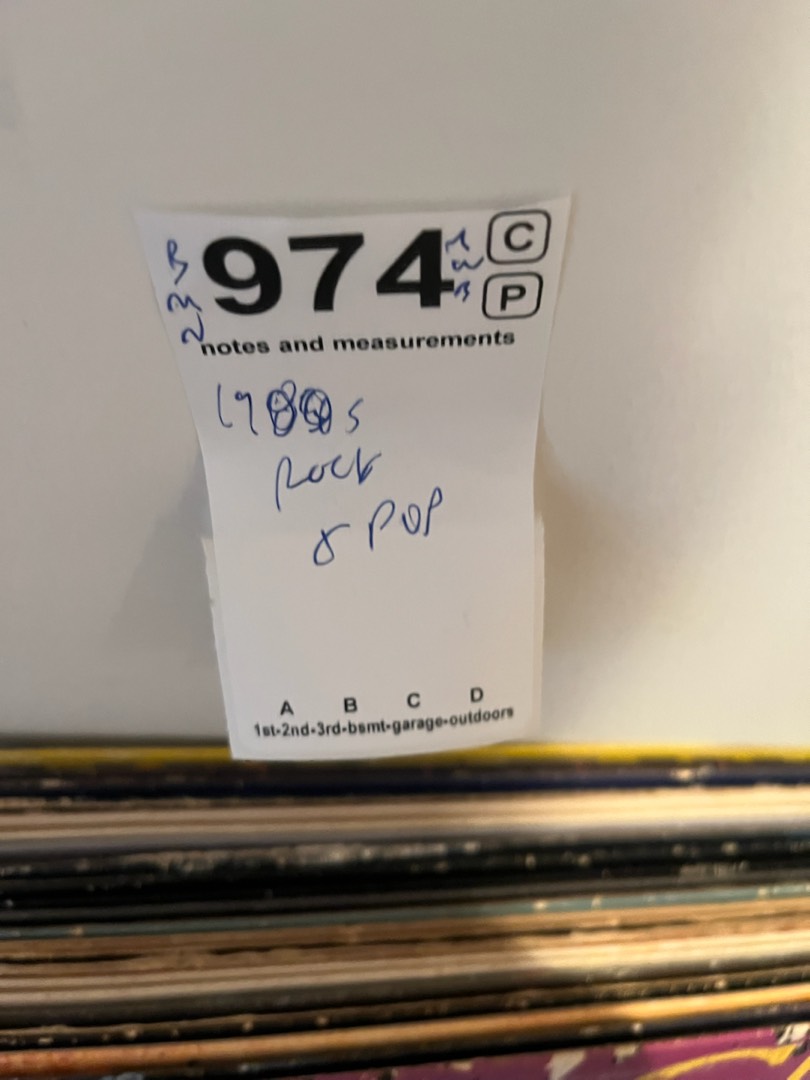 974
C
P
notes and measurements
1980s
Rock
& POP
A B C D
1st-2nd-3rd-bsmt-garage-outdoors